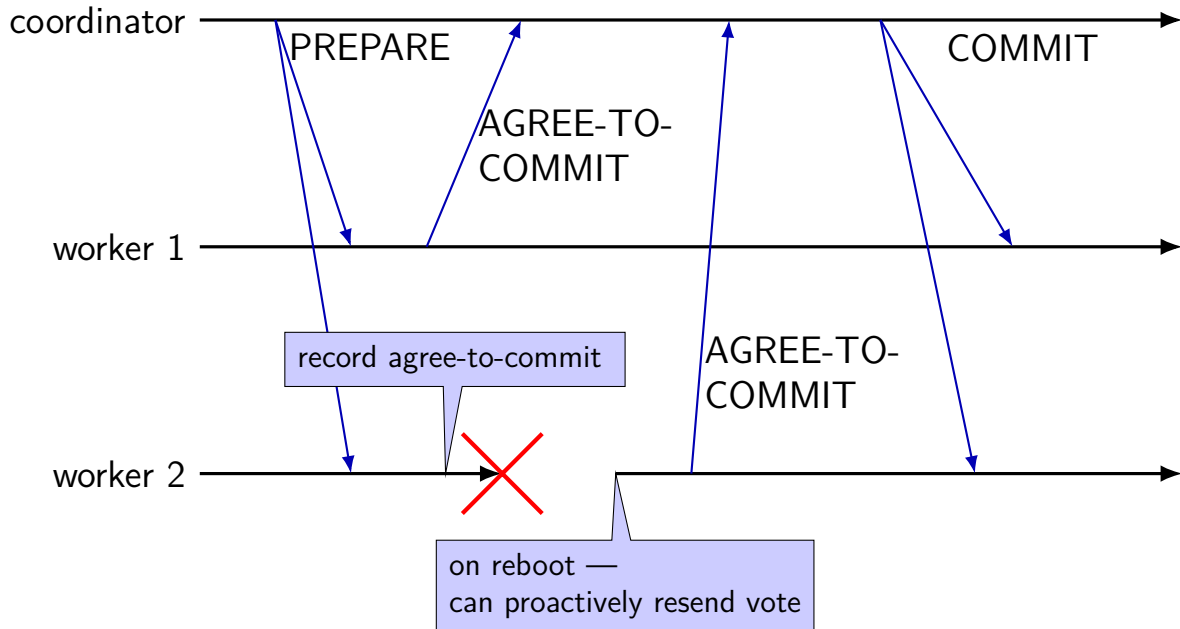 coordinator
PREPARE
COMMIT
AGREE-TO-
COMMIT
worker 1
record agree-to-commit
AGREE-TO-
COMMIT
worker 2
on reboot —
can proactively resend vote